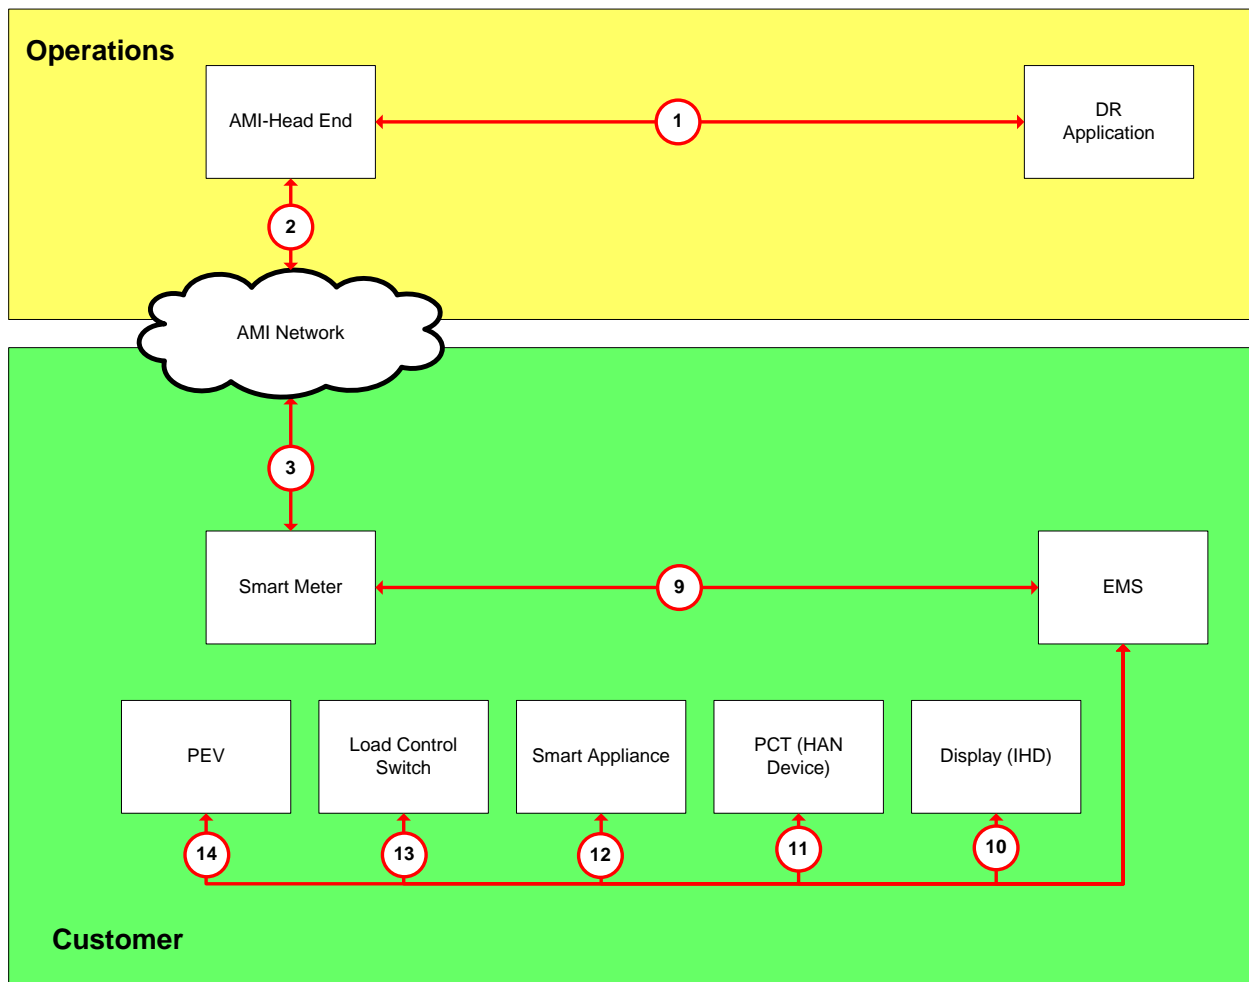 Operations
AMI-Head End
1
DR
Application
2
AMI Network
3
Smart Meter
9
EMS
PEV
Load Control
Switch
Smart Appliance
PCT (HAN
Device)
Display (IHD)
14
13
12
11
10
Customer